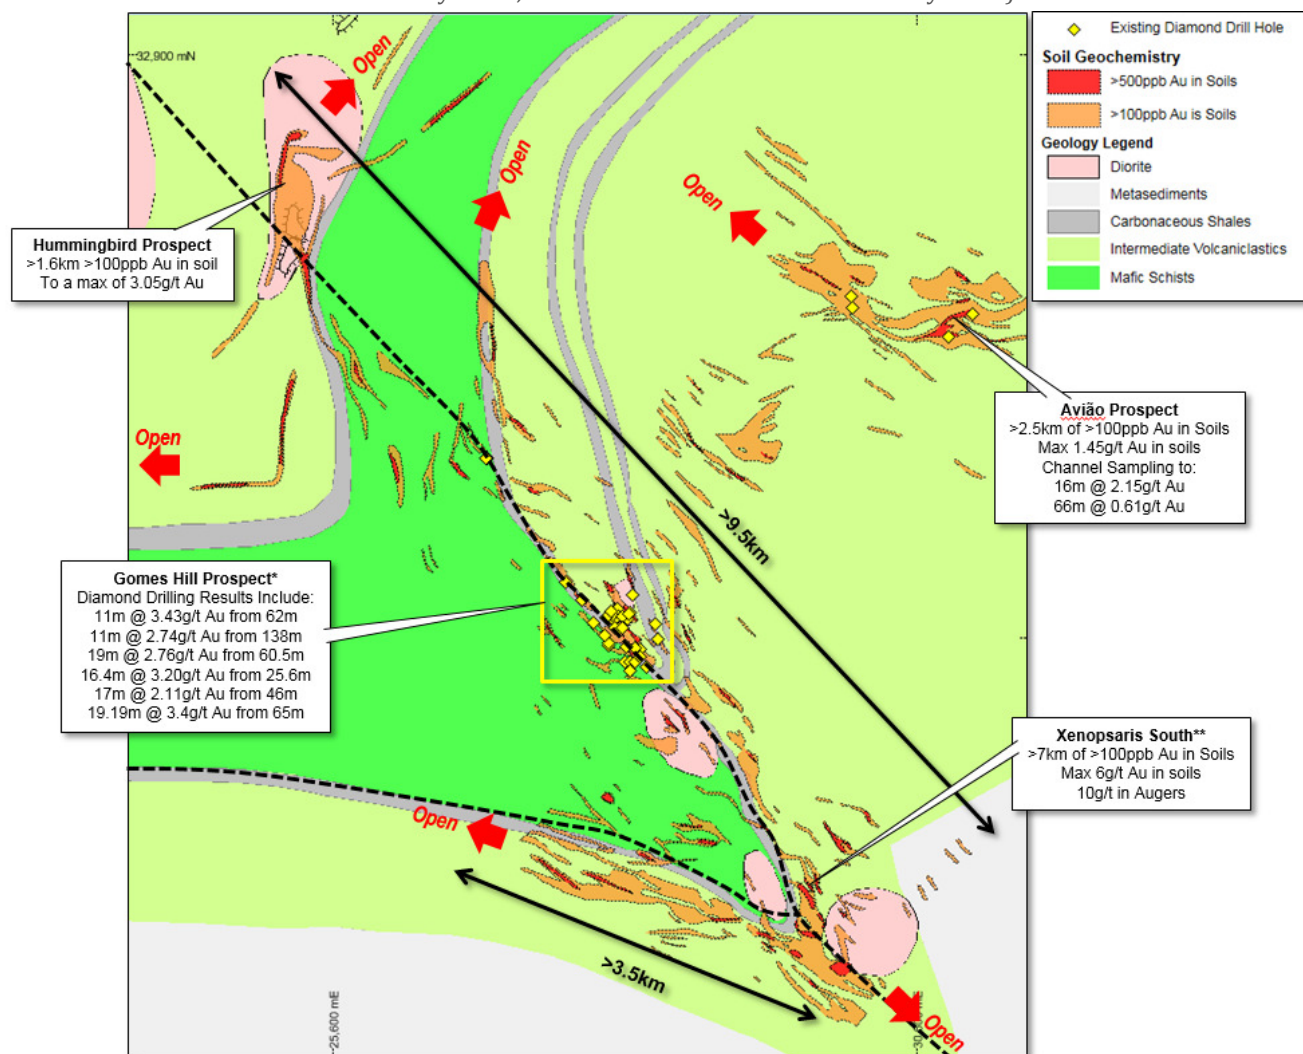 32,900 mN
Open
Open
Open
Open
Open
Open
Hummingbird Prospect
>1.6km >100ppb Au in soil
To a max of 3.05g/t Au
Existing Diamond Drill Hole
Soil Geochemistry
>500ppb Au in Soils
>100ppb Au is Soils
Geology Legend
Diorite
Metasediments
Carbonaceous Shales
Intermediate Volcaniclastics
Mafic Schists
Avião Prospect
>2.5km of >100ppb Au in Soils
Max 1.45g/t Au in soils
Channel Sampling to:
16m @ 2.15g/t Au
66m @ 0.61g/t Au
>9.5km
Gomes Hill Prospect*
Diamond Drilling Results Include:
11m @ 3.43g/t Au from 62m
11m @ 2.74g/t Au from 138m
19m @ 2.76g/t Au from 60.5m
16.4m @ 3.20g/t Au from 25.6m
17m @ 2.11g/t Au from 46m
19.19m @ 3.4g/t Au from 65m
Xenopsaris South**
>7km of >100ppb Au in Soils
Max 6g/t Au in soils
10g/t in Augers
>3.5km
25,600 mE